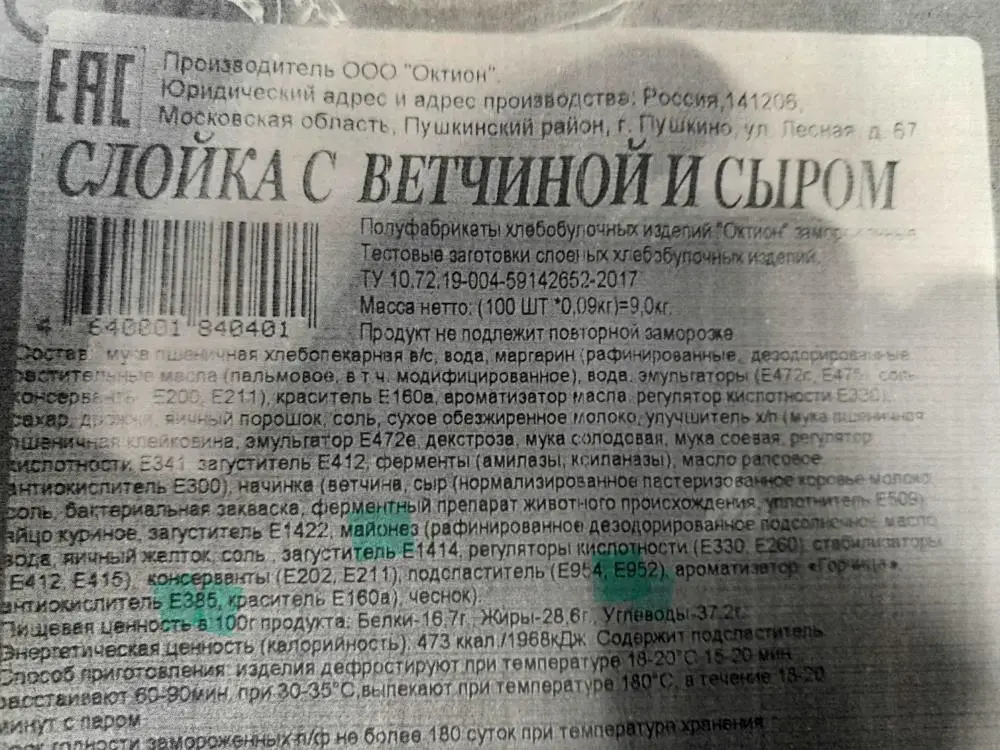 ЕАС
Производитель ООО "Октион".
Юридический адрес и адрес производства: Россия,141206,
Московская область, Пушкинский район, г. Пушкино, ул. Лесная д. 67
СЛОЙКА С ВЕТЧИНОЙ И СЫРОМ
Полуфабрикаты хлебобулочных изделий "Октион" замороженные
Тестовые заготовки слоеных хлебобулочных изделий.
ТУ 10.72.19-004-59142652-2017
Масса нетто: (100 ШТ *0,09кг)=9,0кг.
Продукт не подлежит повторной заморозке
4 640001 840401
Состав: мука пшеничная хлебопекарная в/с, вода, маргарин (рафинированные, дезодорированные
растительные масла (пальмовое, в т.ч. модифицированное), вода, эмульгаторы (Е472с, Е475 соль
консерванты Е200, Е211), краситель Е160а, ароматизатор масла, регулятор кислотности Е330),
сахар, дрожжи, яичный порошок, соль, сухое обезжиренное молоко, улучшитель х/п (мука пшеничная
пшеничная клейковина, эмульгатор Е472е, декстроза, мука солодовая, мука соевая, регулятор
кислотности Е341 загуститель Е412, ферменты (амилазы, ксиланазы), масло рапсовое
антиокислитель Е300), начинка (ветчина, сыр (нормализированное пастеризованное коровье молоко
соль, бактериальная закваска, ферментный препарат животного происхождения, уплотнитель Е509)
яйцо куриное, загуститель Е1422, майонез (рафинированное дезодорированное подсолнечное масло
вода, яичный желток, соль , загуститель Е1414, регуляторы кислотности (Е330, Е260) стабилизаторы
(Е412, Е415), консерванты (Е202, Е211), подсластитель (Е954, Е952), ароматизатор «Горчица»,
антиокислитель Е385, краситель Е160а), чеснок).
Пищевая ценность в 100г продукта: Белки-16,7г, Жиры-28,6г, Углеводы-37,2г.
Энергетическая ценность (калорийность), 473 ккал./1968кДж. Содержит подсластитель
Способ приготовления: изделия дефростируют при температуре 18-20°С 15-20 мин
расстаивают 60-90мин, при 30-35°С, выпекают при температуре 180°С, в течение 18-20
минут с паром
Срок годности замороженных п/ф не более 180 суток при температуре хранения